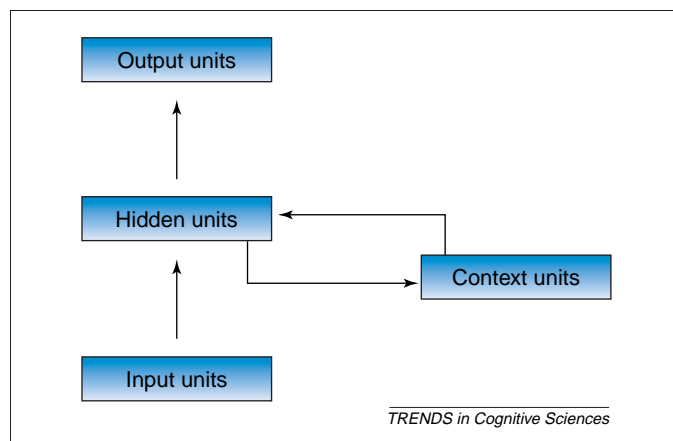 Output units
Hidden units
Context units
Input units
TRENDS in Cognitive Sciences